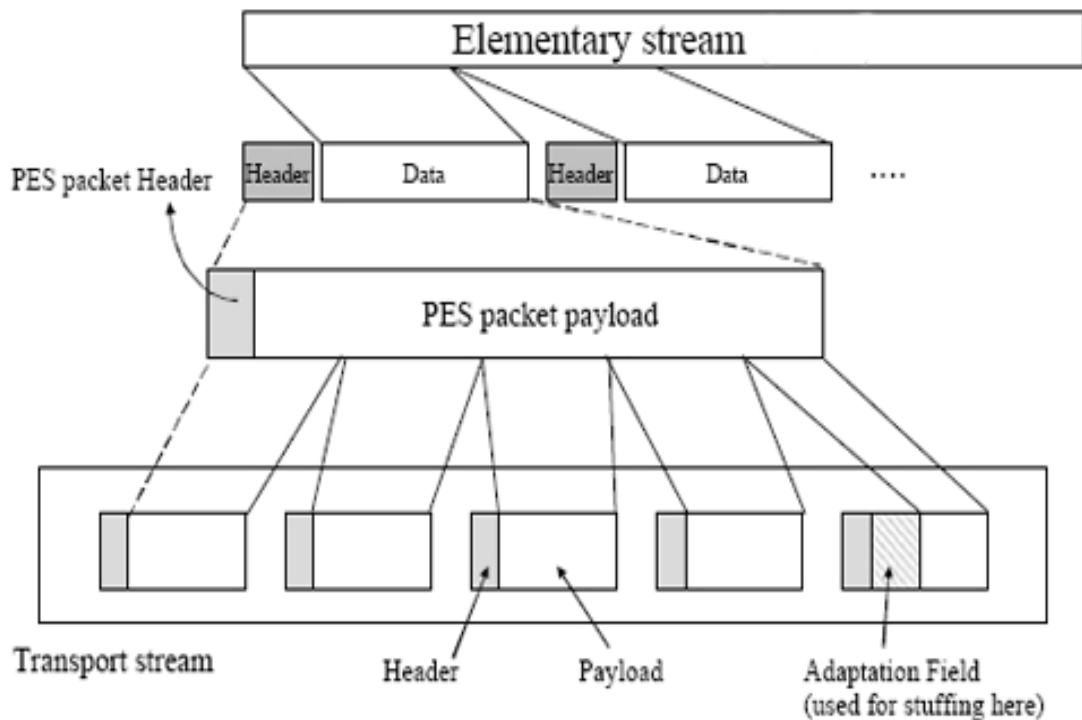 Elementary stream
PES packet Header
Header
Data
Header
Data
....
PES packet payload
Transport stream
Header
Payload
Adaptation Field
(used for stuffing here)